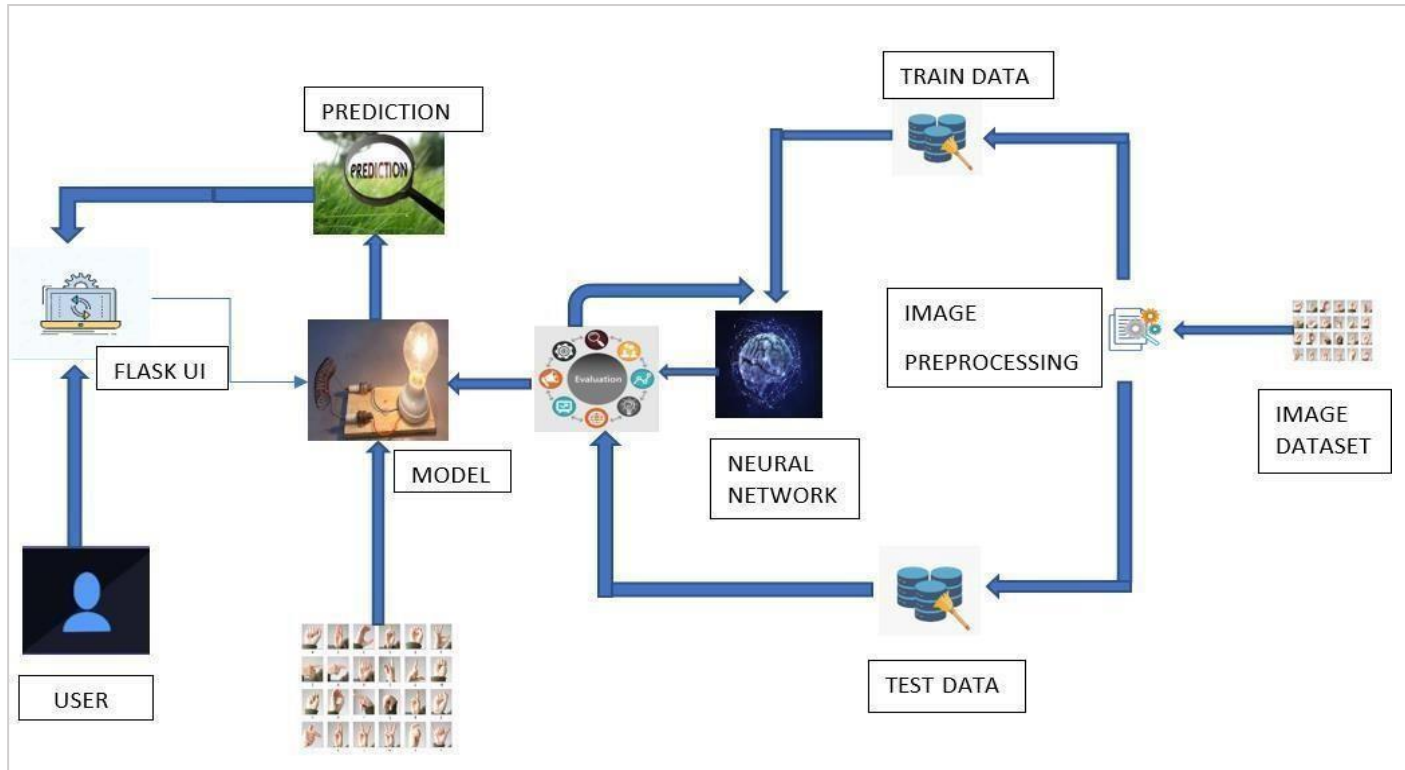 TRAIN DATA
PREDICTION
PREDICTION
IMAGE
PREPROCESSING
FLASK UI
Evaluation
IMAGE
DATASET
MODEL
NEURAL
NETWORK
USER
TEST DATA